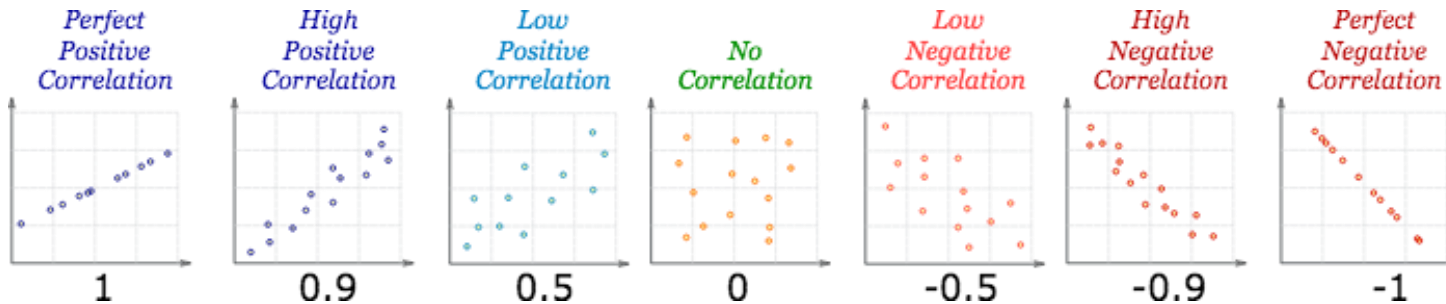 Perfect
Positive
Correlation
High
Positive
Correlation
Low
Positive
Correlation
No
Correlation
Low
Negative
Correlation
High
Negative
Correlation
Perfect
Negative
Correlation
1
0.9
0.5
0
-0.5
-0.9
-1